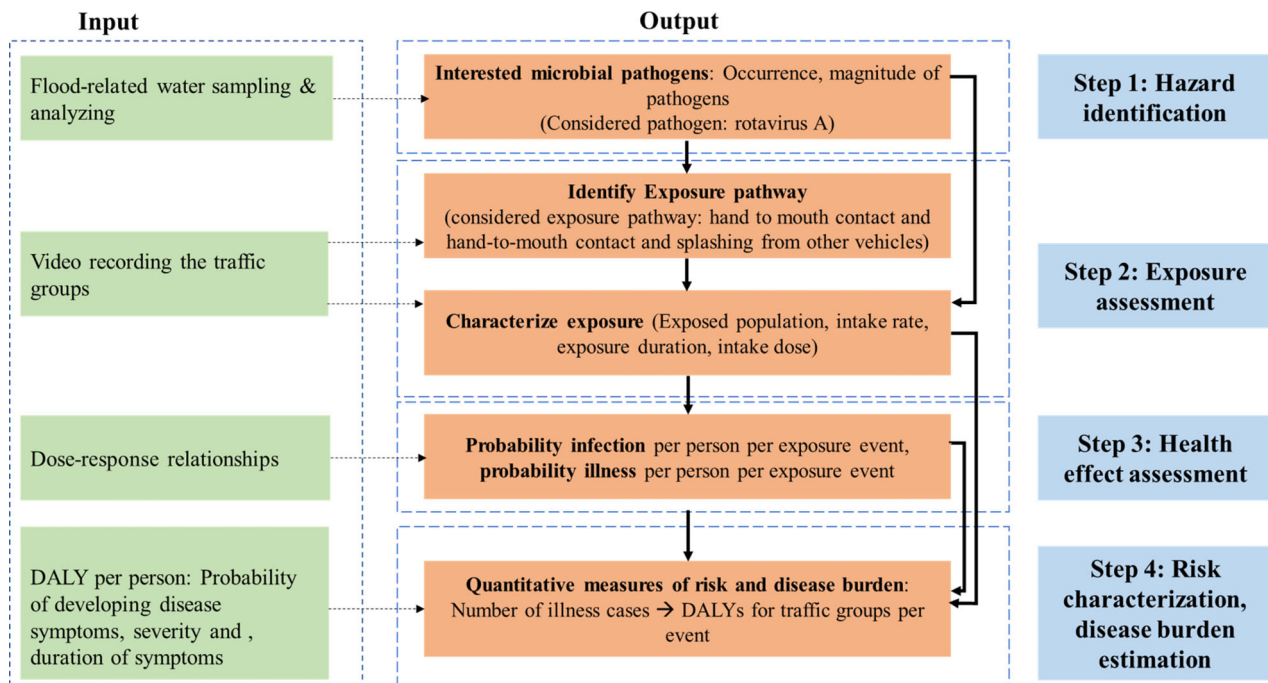 Input
Output
Flood-related water sampling &
analyzing
Interested microbial pathogens: Occurrence, magnitude of
pathogens
(Considered pathogen: rotavirus A)
Step 1: Hazard
identification
Video recording the traffic
groups
Identify Exposure pathway
(considered exposure pathway: hand to mouth contact and
hand-to-mouth contact and splashing from other vehicles)
Characterize exposure (Exposed population, intake rate,
exposure duration, intake dose)
Step 2: Exposure
assessment
Dose-response relationships
Probability infection per person per exposure event,
probability illness per person per exposure event
Step 3: Health
effect assessment
DALY per person: Probability
of developing disease
symptoms, severity and ,
duration of symptoms
Quantitative measures of risk and disease burden:
Number of illness cases → DALYs for traffic groups per
event
Step 4: Risk
characterization,
disease burden
estimation